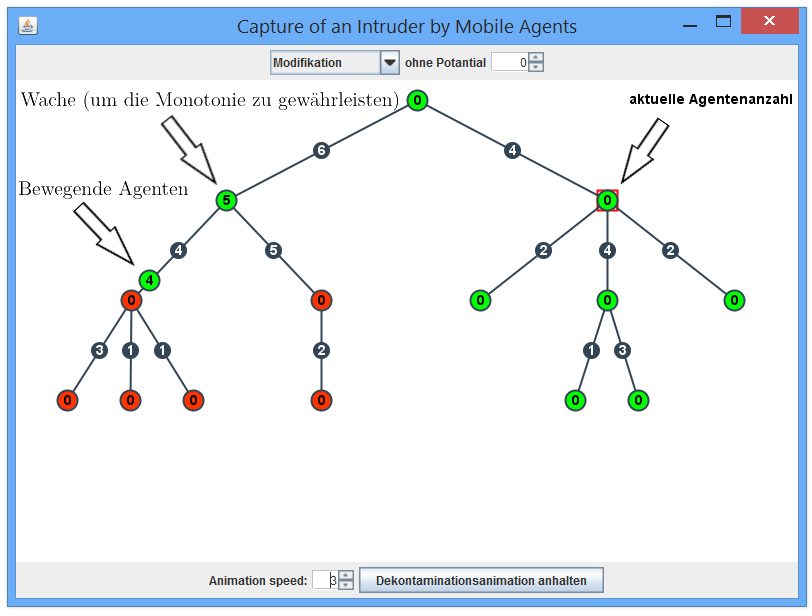 Capture of an Intruder by Mobile Agents
Modifikation ohne Potential 0
Wache (um die Monotonie zu gewährleisten) 0 aktuelle Agentenanzahl
6 4
Bewegende Agenten
5 0
4 5 2 4 2
4
0 0 0 0 0
3 1 1 2 1 3
0 0 0 0 0 0
Animation speed: 3 Dekontaminationsanimation anhalten